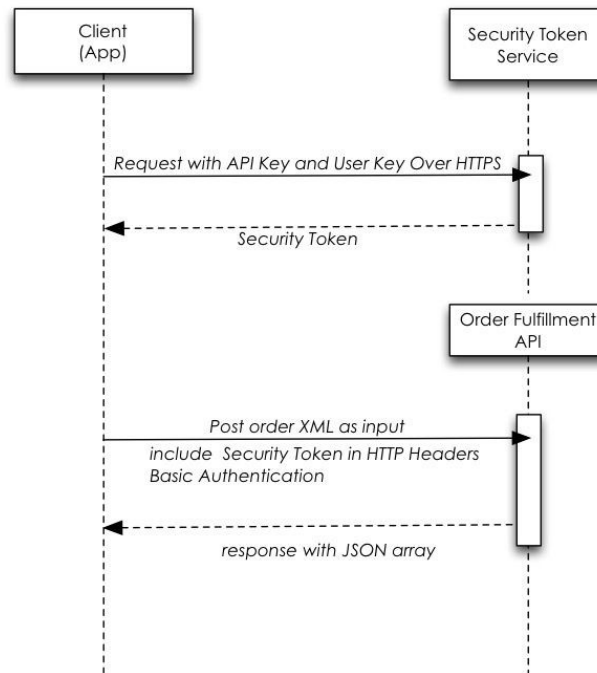 Client
(App)
Security Token
Service
Request with API Key and User Key Over HTTPS
Security Token
Order Fulfillment
API
Post order XML as input
include Security Token in HTTP Headers
Basic Authentication
response with JSON array